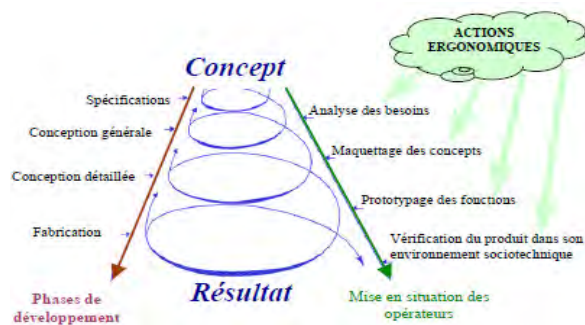 ACTIONS
ERGONOMIQUES
Concept
Spécifications
Analyse des besoins
Conception générale
Maquettage des concepts
Conception détaillée
Prototypage des fonctions
Fabrication
Vérification du produit dans son
environnement sociotechnique
Résultat
Phases de
développement
Mise en situation des
opérateurs